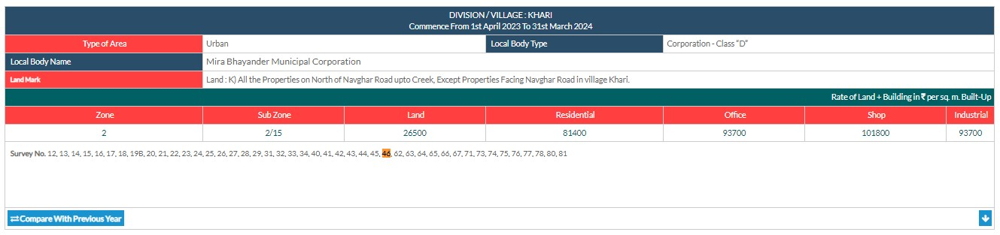 DIVISION / VILLAGE : KHARI
Commence From 1st April 2023 To 31st March 2024
Type of Area Urban Local Body Type Corporation - Class "D"
Local Body Name Mira Bhayander Municipal Corporation
Land Mark Land : K) All the Properties on North of Navghar Road upto Creek, Except Properties Facing Navghar Road in village Khari.
Rate of Land + Building in ₹ per sq. m. Built-Up
Zone Sub Zone Land Residential Office Shop Industrial
2 2/15 26500 81400 93700 101800 93700
Survey No. 12, 13, 14, 15, 16, 17, 18, 19B, 20, 21, 22, 23, 24, 25, 26, 27, 28, 29, 31, 32, 33, 34, 40, 41, 42, 43, 44, 45, 46, 62, 63, 64, 65, 66, 67, 71, 73, 74, 75, 76, 77, 78, 80, 81
Compare With Previous Year